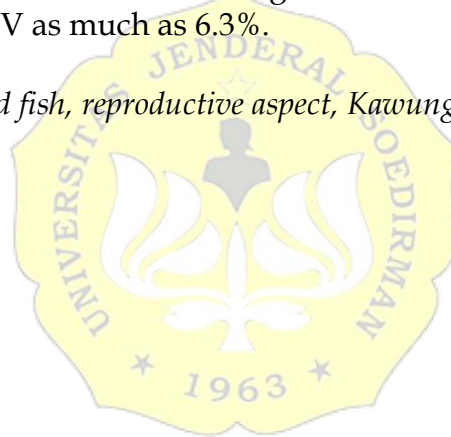 V as much as 6.3%.
d fish, reproductive aspect, Kawung
UNIVERSITAS JENDERAL SOEDIRMAN
1963